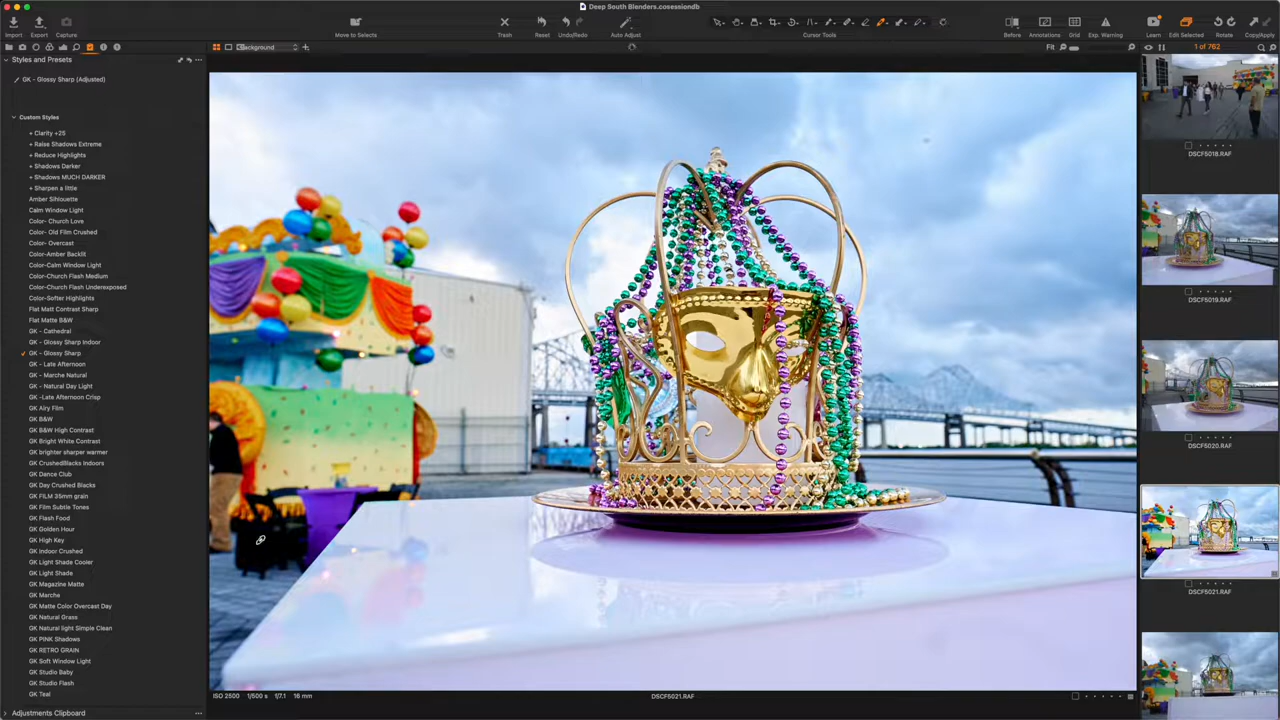 Deep South Blenders.cosessiondb
Import Export Capture Move to Selects Trash Reset Undo/Redo Auto Adjust Cursor Tools Before Annotations Grid Exp. Warning Learn Edit Selected Rotate Copy/Apply
Background Fit 1 of 762
Styles and Presets
GK - Glossy Sharp (Adjusted)
Custom Styles
+ Clarity +25
+ Raise Shadows Extreme
+ Reduce Highlights
+ Shadows Darker
+ Shadows MUCH DARKER
+ Sharpen a little
Amber Slihouette
Calm Window Light
Color- Church Love
Color- Old Film Crushed
Color- Overcast
Color-Amber Backlit
Color-Calm Window Light
Color-Church Flash Medium
Color-Church Flash Underexposed
Color-Softer Highlights
Flat Matt Contrast Sharp
Flat Matte B&W
GK - Cathedral
GK - Glossy Sharp Indoor
GK - Glossy Sharp
GK - Late Afternoon
GK - Marche Natural
GK - Natural Day Light
GK -Late Afternoon Crisp
GK Airy Film
GK B&W
GK B&W High Contrast
GK Bright White Contrast
GK brighter sharper warmer
GK CrushedBlacks Indoors
GK Dance Club
GK Day Crushed Blacks
GK FILM 35mm grain
GK Film Subtle Tones
GK Flash Food
GK Golden Hour
GK High Key
GK Indoor Crushed
GK Light Shade Cooler
GK Light Shade
GK Magazine Matte
GK Marche
GK Matte Color Overcast Day
GK Natural Grass
GK Natural light Simple Clean
GK PINK Shadows
GK RETRO GRAIN
GK Soft Window Light
GK Studio Baby
GK Studio Flash
GK Teal
Adjustments Clipboard
ISO 2500 1/500 s f/7.1 16 mm
DSCF5021.RAF
DSCF5018.RAF
DSCF5019.RAF
DSCF5020.RAF
DSCF5021.RAF